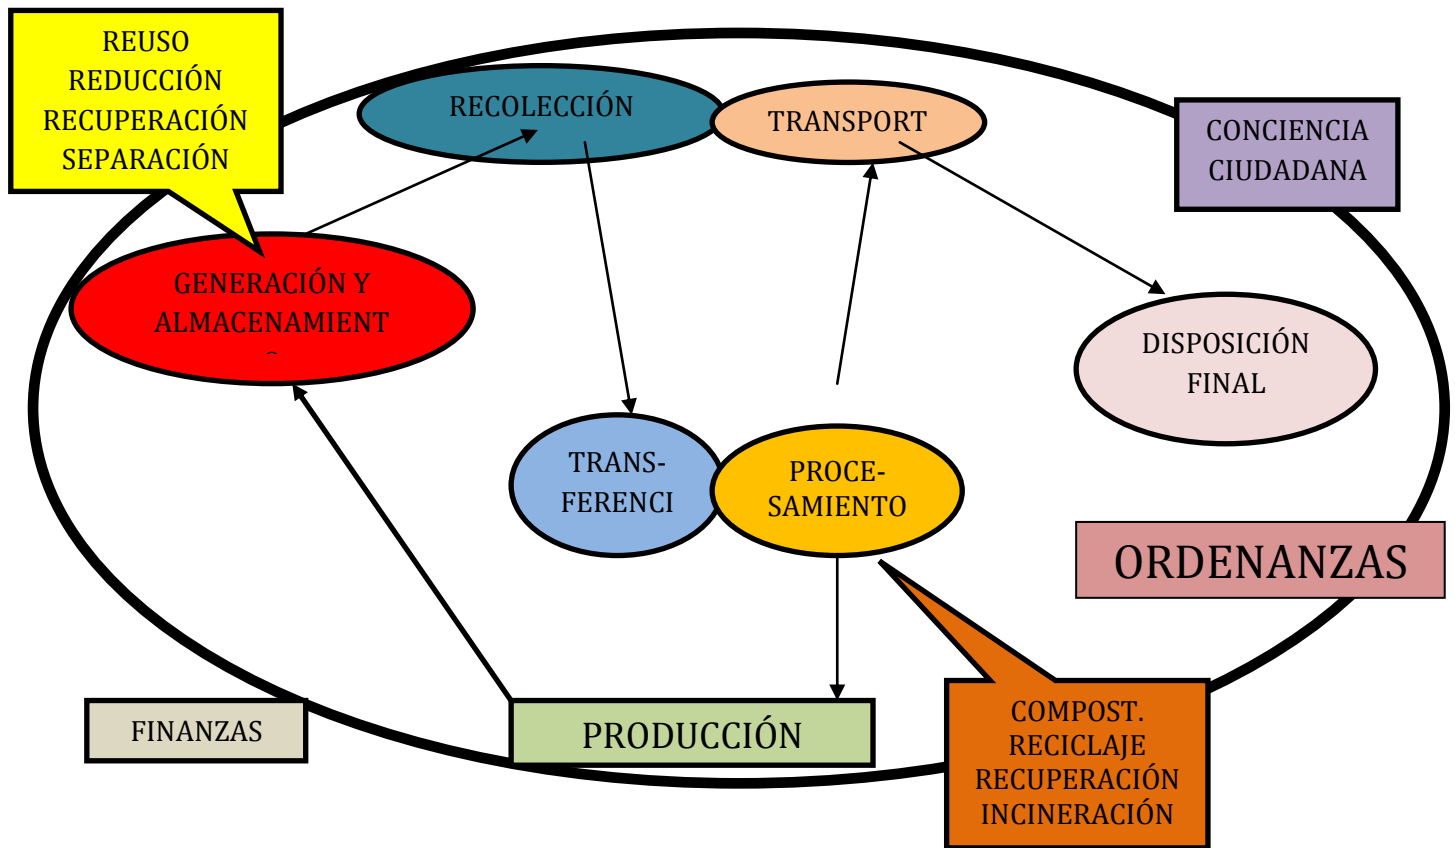 REUSO
REDUCCIÓN
RECUPERACIÓN
SEPARACIÓN
RECOLECCIÓN
TRANSPORT
CONCIENCIA
CIUDADANA
GENERACIÓN Y
ALMACENAMIENT
DISPOSICIÓN
FINAL
TRANS-
FERENCI
PROCE-
SAMIENTO
ORDENANZAS
FINANZAS
PRODUCCIÓN
COMPOST.
RECICLAJE
RECUPERACIÓN
INCINERACIÓN